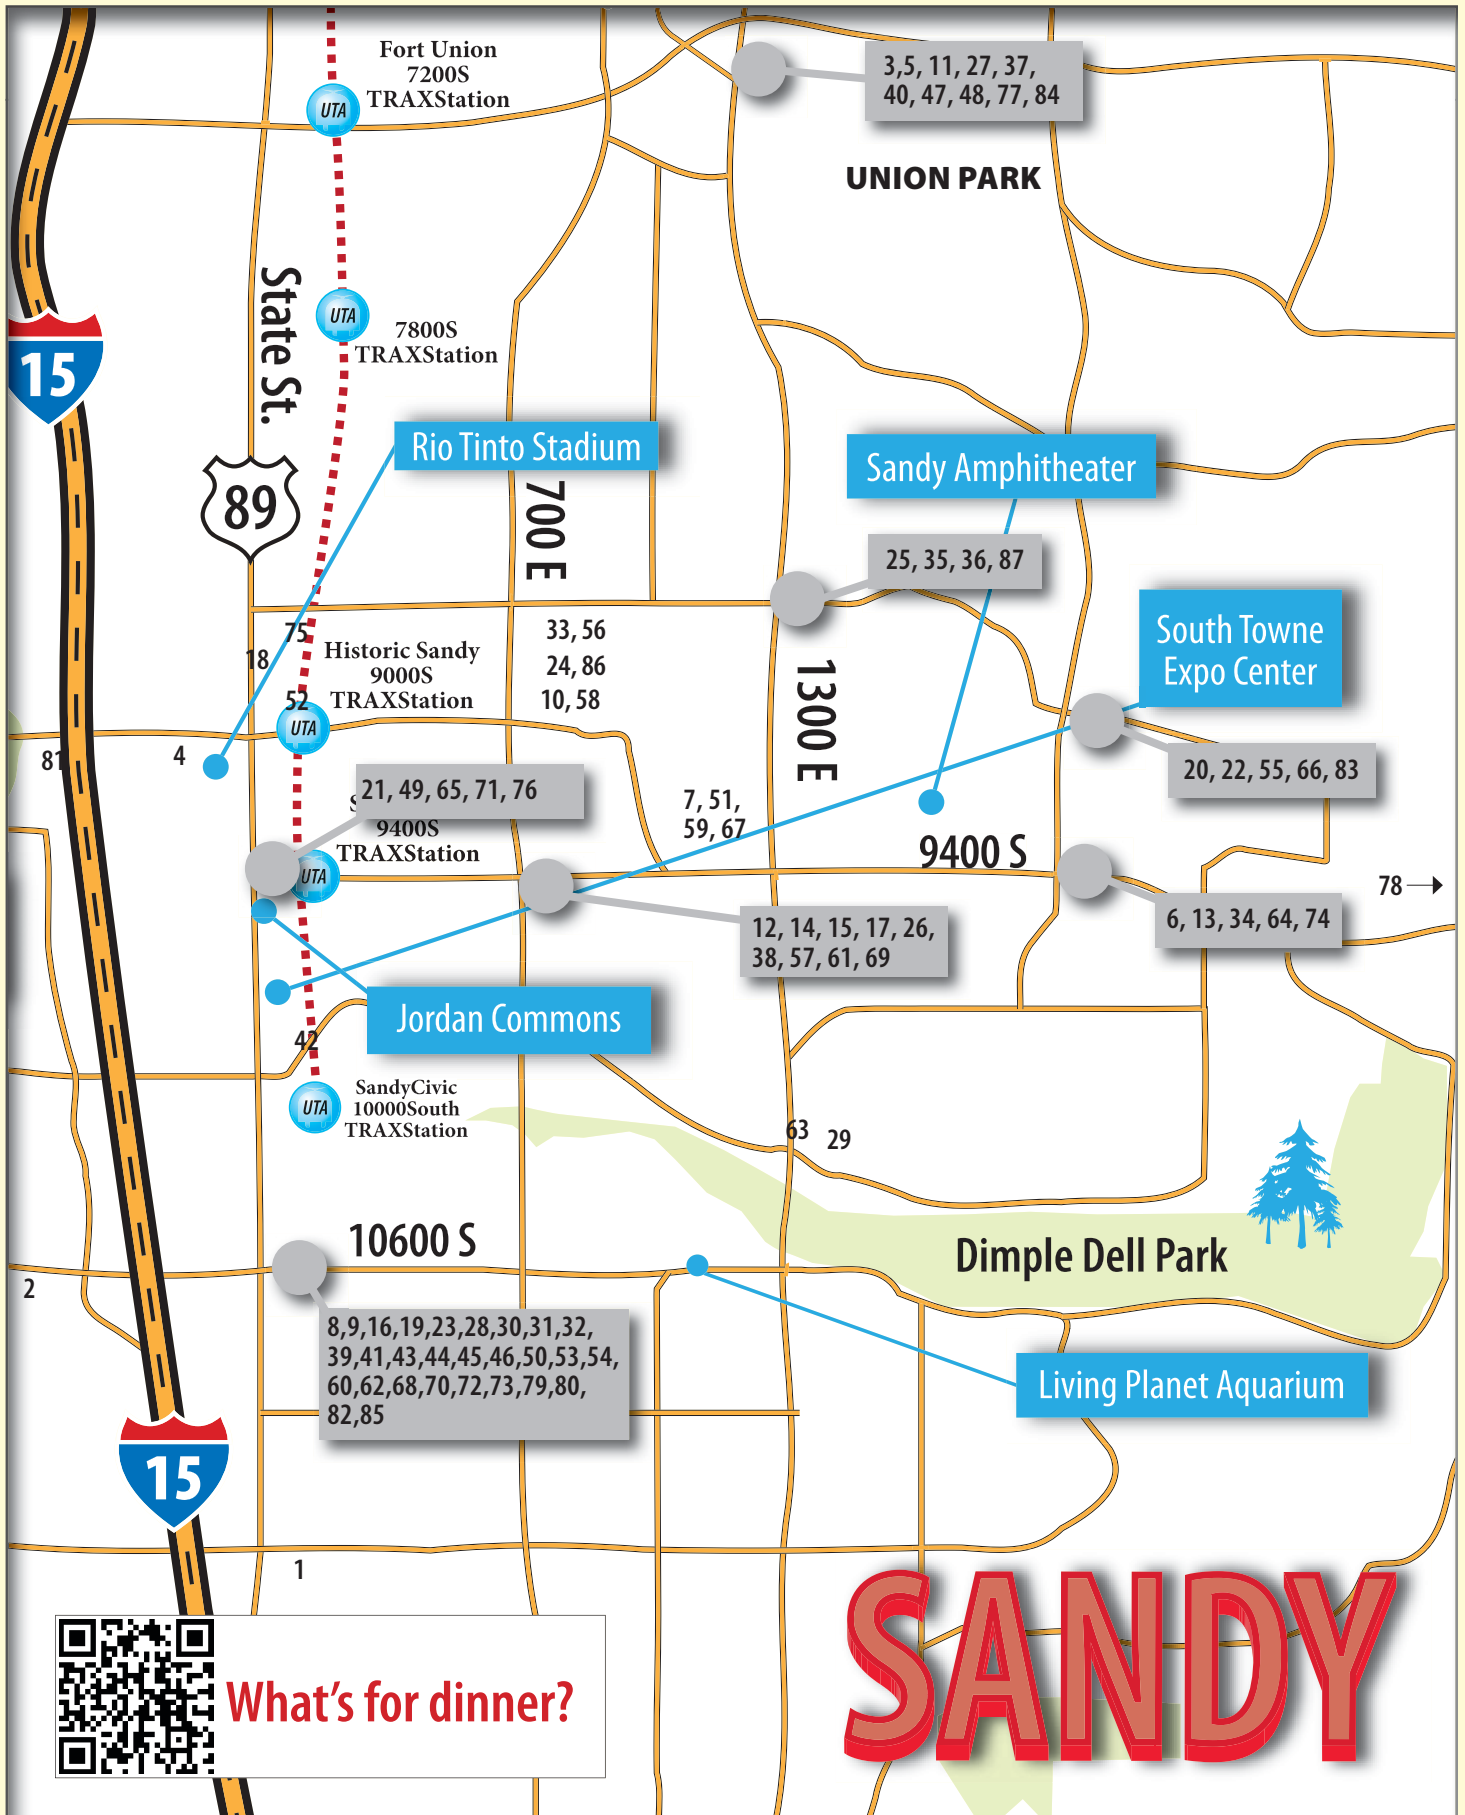 Fort Union
7200S
TRAXStation
UTA
3,5, 11, 27, 37,
40, 47, 48, 77, 84
UNION PARK
State St.
UTA
7800S
TRAXStation
15
Rio Tinto Stadium
Sandy Amphitheater
89
700 E
25, 35, 36, 87
South Towne
Expo Center
75
18
Historic Sandy
9000S
TRAXStation
52
UTA
33, 56
24, 86
10, 58
1300 E
81
4
20, 22, 55, 66, 83
21, 49, 65, 71, 76
9400S
TRAXStation
UTA
7, 51,
59, 67
9400 S
78
6, 13, 34, 64, 74
12, 14, 15, 17, 26,
38, 57, 61, 69
Jordan Commons
42
SandyCivic
10000South
TRAXStation
UTA
63
29
10600 S
Dimple Dell Park
2
8,9,16,19,23,28,30,31,32,
39,41,43,44,45,46,50,53,54,
60,62,68,70,72,73,79,80,
82,85
Living Planet Aquarium
15
1
What's for dinner?
SANDY